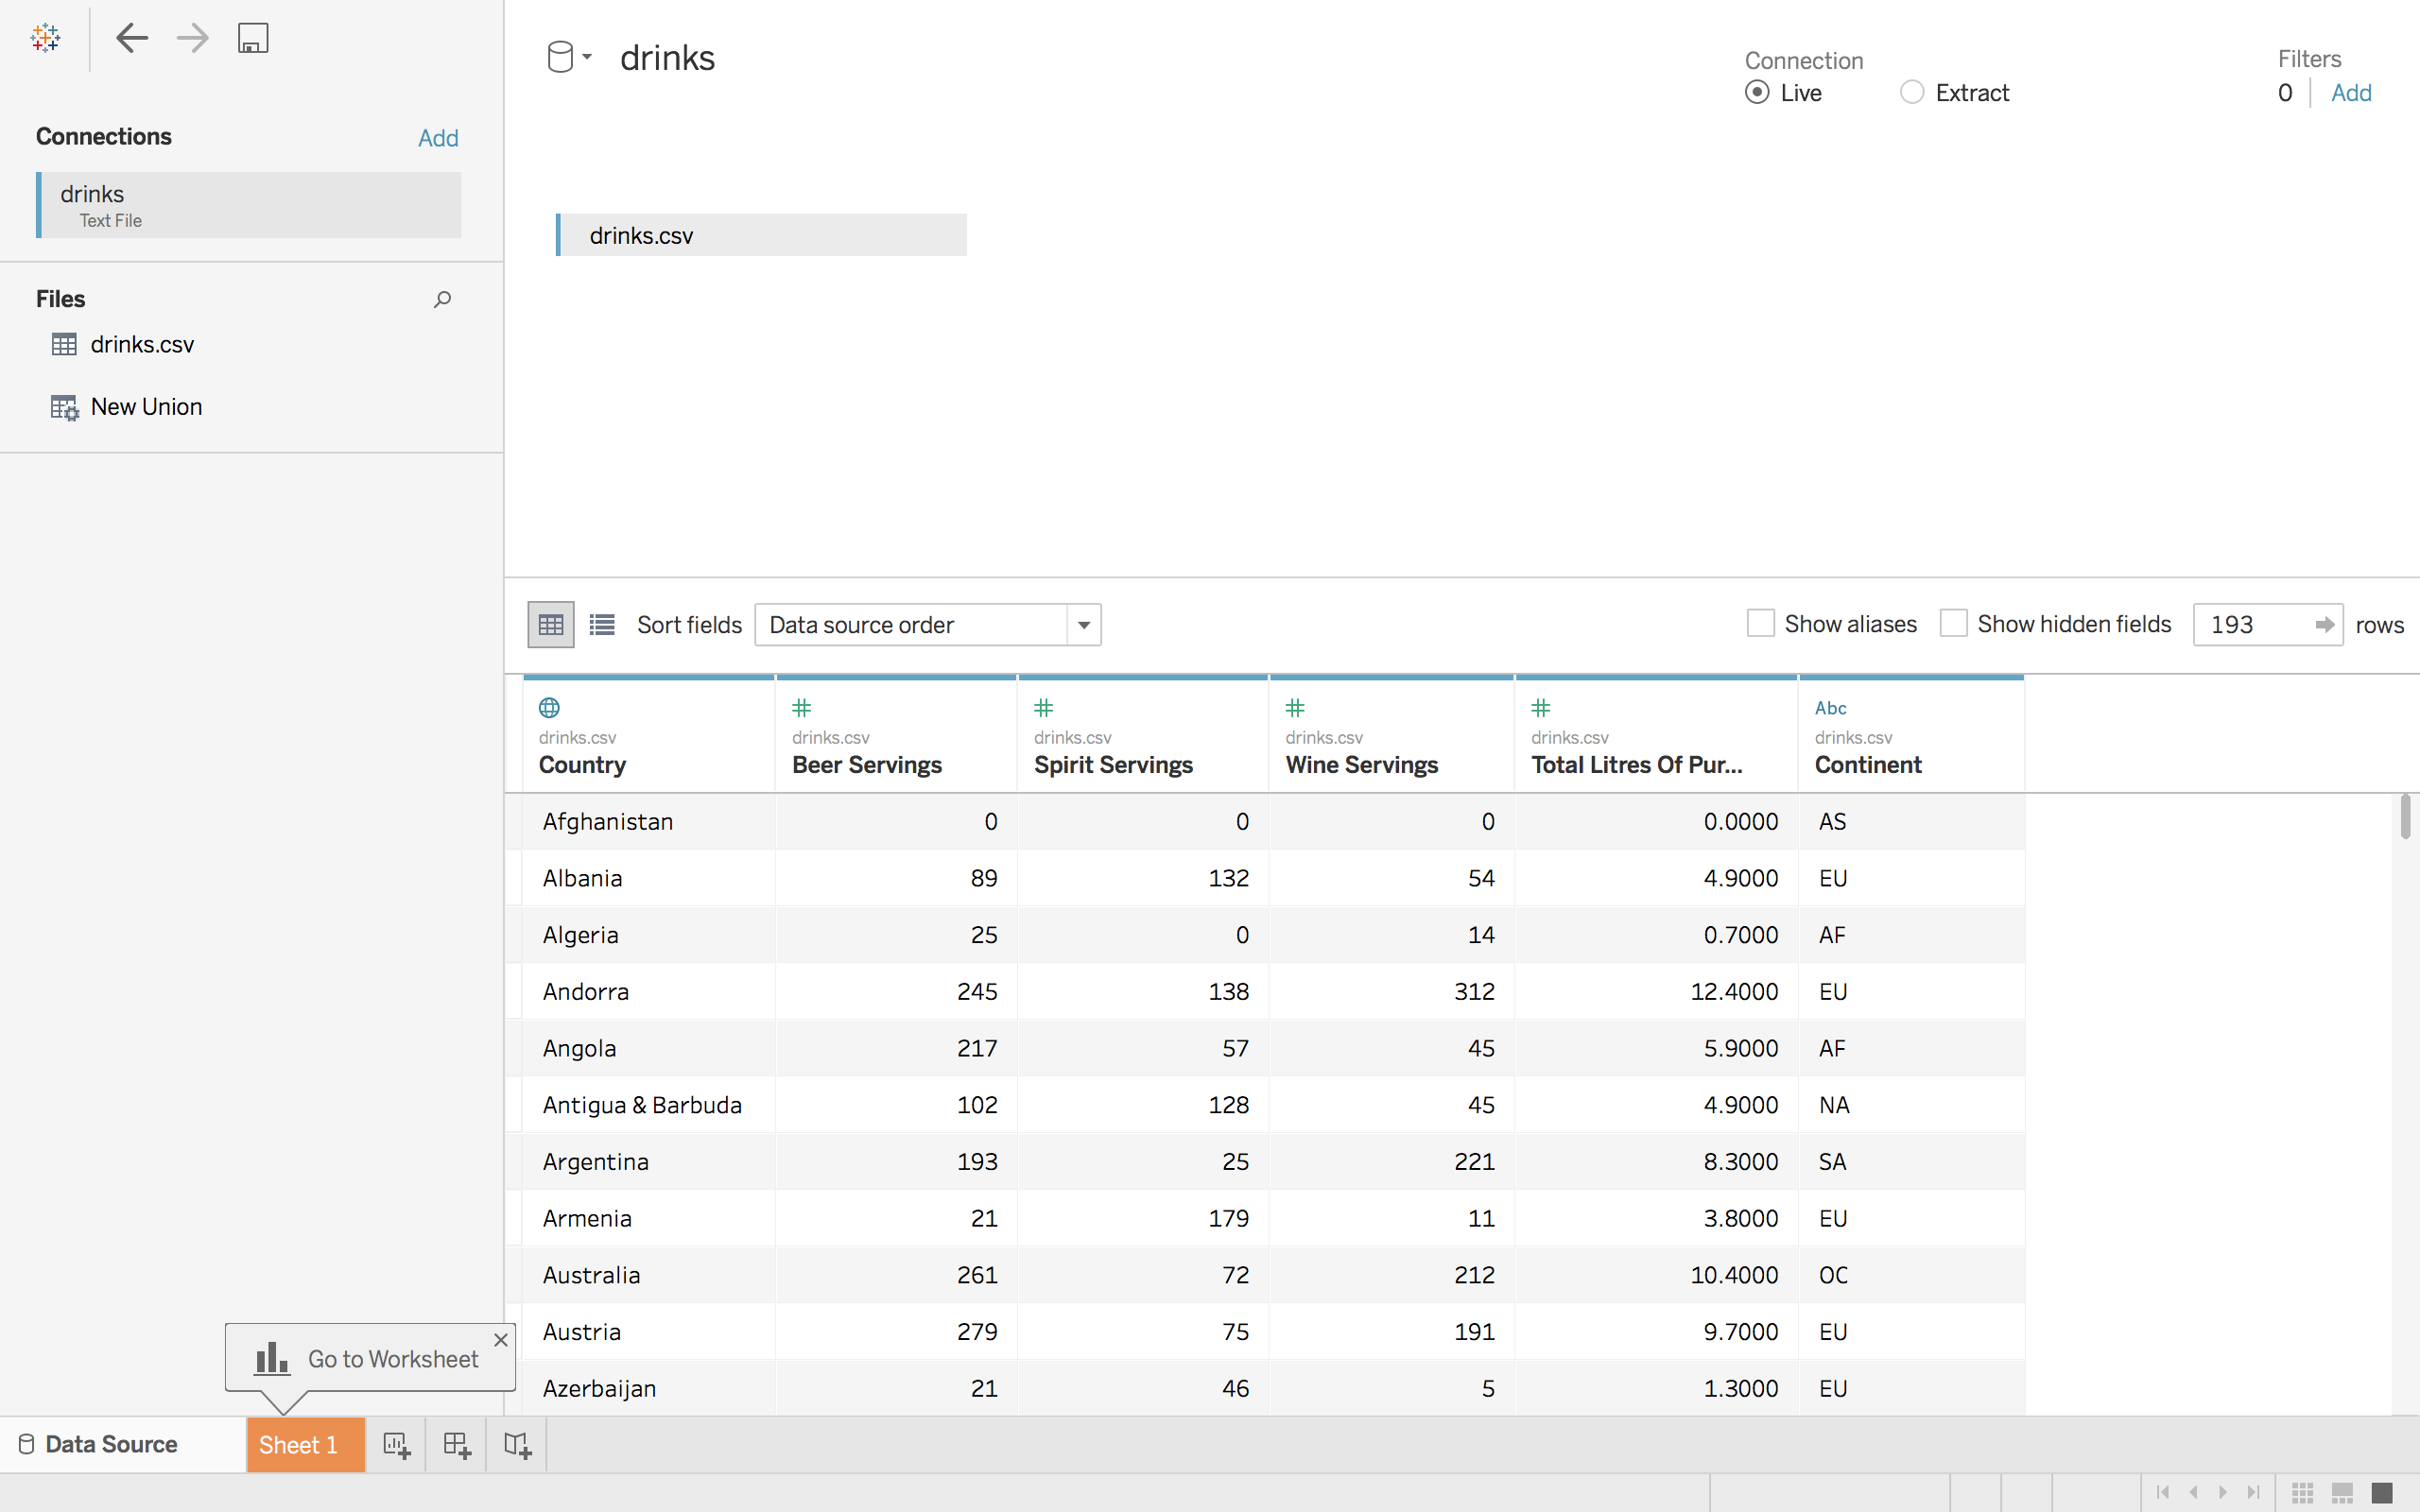 drinks
Connection
Live
Extract
Filters
0
Add
Connections
Add
drinks
Text File
drinks.csv
Files
drinks.csv
New Union
Sort fields
Data source order
Show aliases
Show hidden fields
193
rows
Abc
drinks.csv drinks.csv drinks.csv drinks.csv drinks.csv drinks.csv
Country Beer Servings Spirit Servings Wine Servings Total Litres Of Pur... Continent
Afghanistan 0 0 0 0.0000 AS
Albania 89 132 54 4.9000 EU
Algeria 25 0 14 0.7000 AF
Andorra 245 138 312 12.4000 EU
Angola 217 57 45 5.9000 AF
Antigua & Barbuda 102 128 45 4.9000 NA
Argentina 193 25 221 8.3000 SA
Armenia 21 179 11 3.8000 EU
Australia 261 72 212 10.4000 OC
Austria 279 75 191 9.7000 EU
Azerbaijan 21 46 5 1.3000 EU
Go to Worksheet
Data Source
Sheet 1